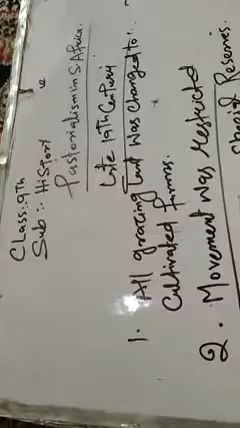 Class: 9th
Sub :- History
Pastorialism in S. Africa.
Late 19th Century
1. All grazing land was changed to :-
Cultivated farms.
2. Movement was restricted
Reserves.